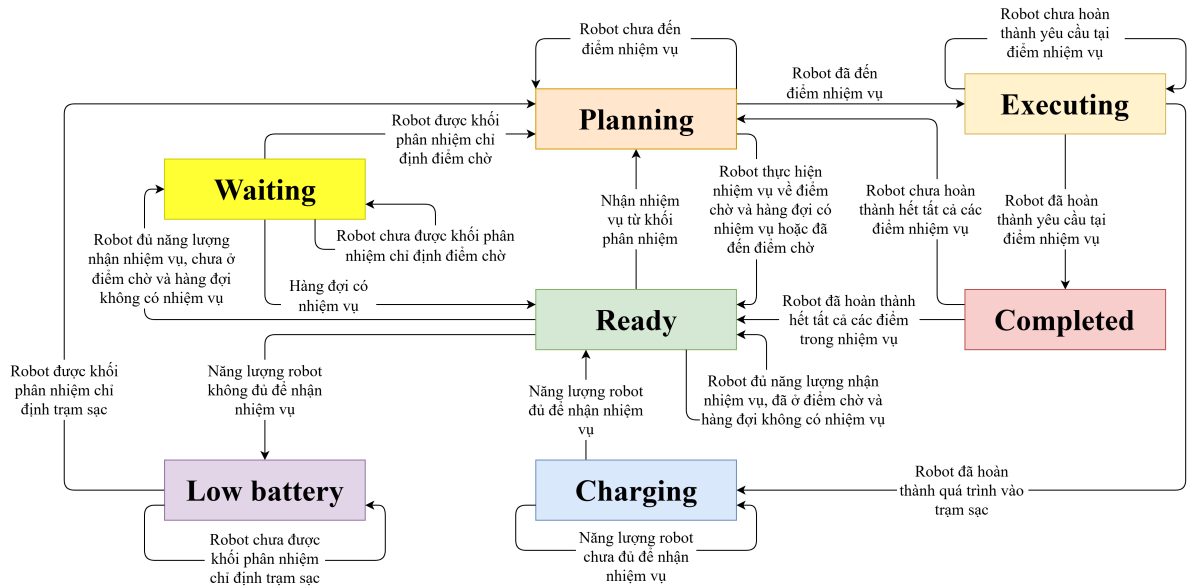 Robot chưa đến
điểm nhiệm vụ
Robot chưa hoàn
thành yêu cầu tại
điểm nhiệm vụ
Planning
Robot đã đến
điểm nhiệm vụ
Executing
Robot được khối
phân nhiệm chỉ
định điểm chờ
Waiting
Nhận nhiệm
vụ từ khối
phân nhiệm
Robot thực hiện
nhiệm vụ về điểm
chờ và hàng đợi có
nhiệm vụ hoặc đã
đến điểm chờ
Robot chưa hoàn
thành hết tất cả các
điểm nhiệm vụ
Robot đã hoàn
thành yêu cầu tại
điểm nhiệm vụ
Robot đủ năng lượng
nhận nhiệm vụ, chưa ở
điểm chờ và hàng đợi
không có nhiệm vụ
Robot chưa được khối phân
nhiệm chỉ định điểm chờ
Hàng đợi có
nhiệm vụ
Ready
Robot đã hoàn thành
hết tất cả các điểm
trong nhiệm vụ
Completed
Robot được khối
phân nhiệm chỉ
định trạm sạc
Năng lượng robot
không đủ để nhận
nhiệm vụ
Năng lượng robot
đủ để nhận nhiệm
vụ
Robot đủ năng lượng nhận
nhiệm vụ, đã ở điểm chờ và
hàng đợi không có nhiệm vụ
Low battery
Charging
Robot đã hoàn
thành quá trình vào
trạm sạc
Robot chưa được
khối phân nhiệm
chỉ định trạm sạc
Năng lượng robot
chưa đủ để nhận
nhiệm vụ